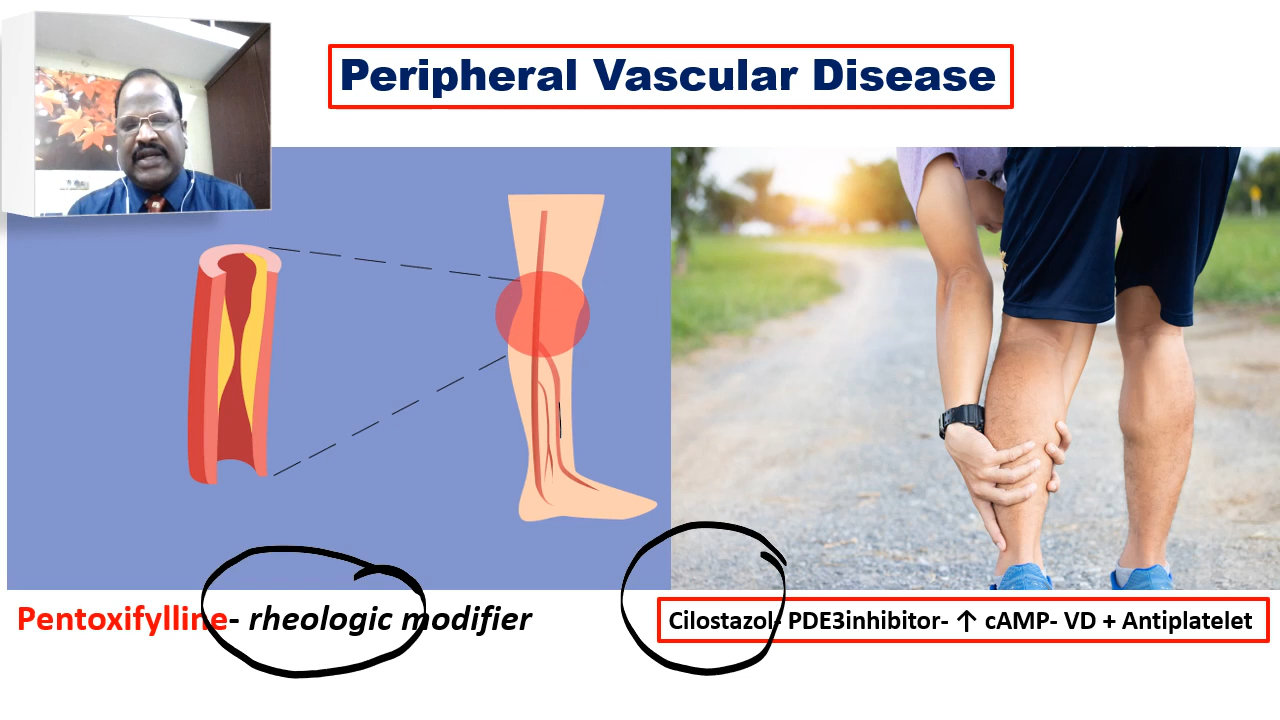 Peripheral Vascular Disease
Pentoxifylline- rheologic modifier
Cilostazol- PDE3inhibitor- ↑ cAMP- VD + Antiplatelet